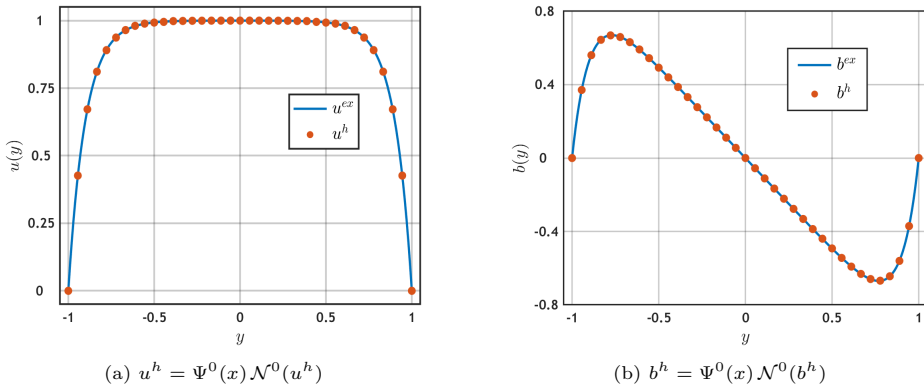 1
0.75
0.5
0.25
0
u(y)
-1 -0.5 0 0.5 1
y
u^{ex}
u^h
(a) u^h = Ψ^0(x) 𝒩^0(u^h)
0.8
0.4
0
-0.4
-0.8
b(y)
-1 -0.5 0 0.5 1
y
b^{ex}
b^h
(b) b^h = Ψ^0(x) 𝒩^0(b^h)